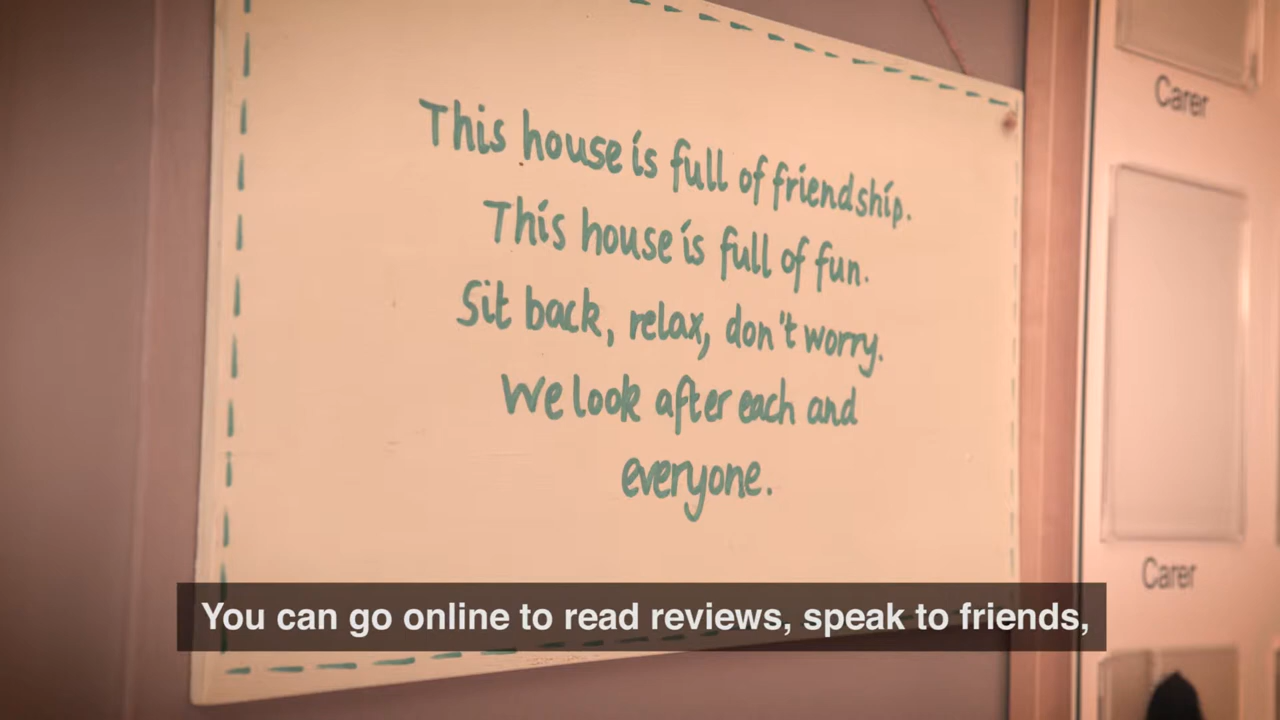 This house is full of friendship.
This house is full of fun.
Sit back, relax, don't worry.
We look after each and
everyone.
Carer
Carer
You can go online to read reviews, speak to friends,